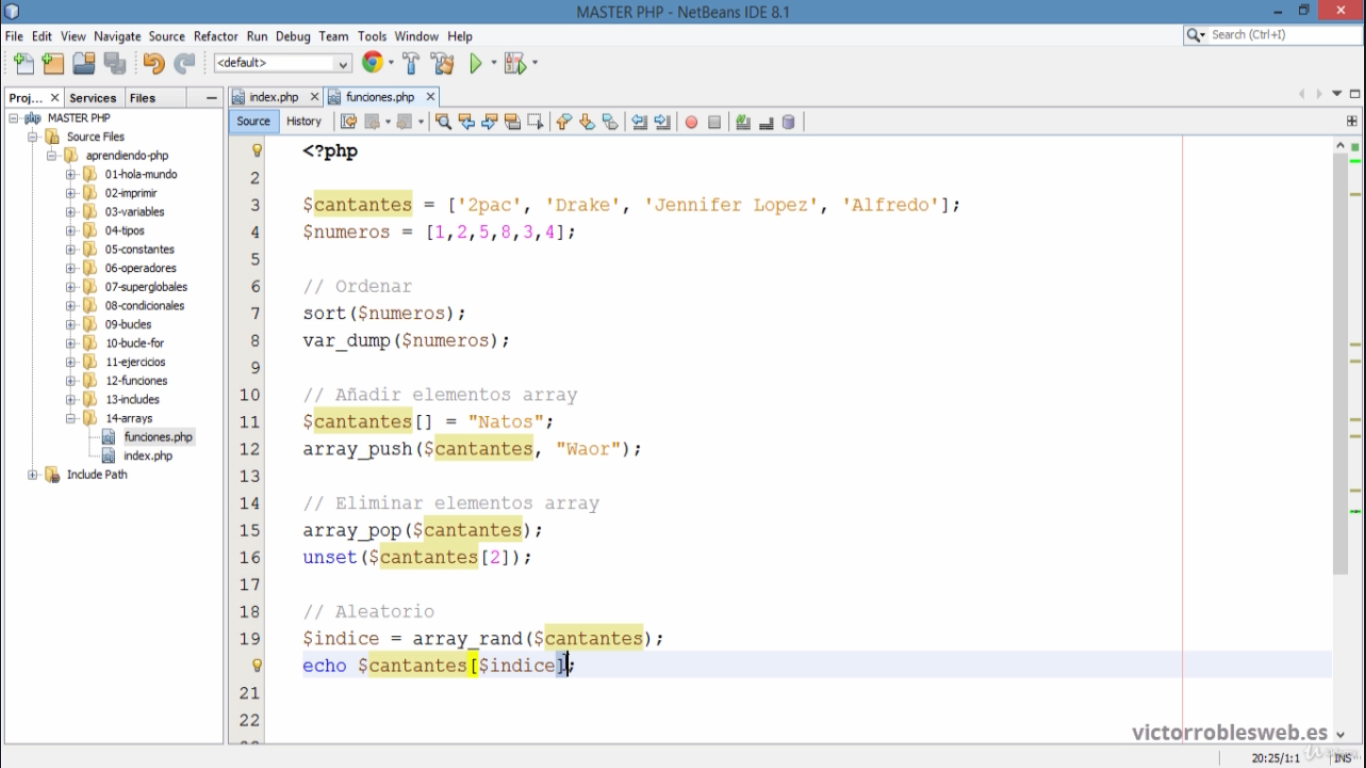 MASTER PHP - NetBeans IDE 8.1
File Edit View Navigate Source Refactor Run Debug Team Tools Window Help
Search (Ctrl+I)
<default>
Proj... Services Files
index.php funciones.php
Source History
MASTER PHP
Source Files
aprendiendo-php
01-hola-mundo
02-imprimir
03-variables
04-tipos
05-constantes
06-operadores
07-superglobales
08-condicionales
09-bucles
10-bucle-for
11-ejercicios
12-funciones
13-includes
14-arrays
funciones.php
index.php
Include Path
<?php
2
3 $cantantes = ['2pac', 'Drake', 'Jennifer Lopez', 'Alfredo'];
4 $numeros = [1,2,5,8,3,4];
5
6 // Ordenar
7 sort($numeros);
8 var_dump($numeros);
9
10 // Añadir elementos array
11 $cantantes[] = "Natos";
12 array_push($cantantes, "Waor");
13
14 // Eliminar elementos array
15 array_pop($cantantes);
16 unset($cantantes[2]);
17
18 // Aleatorio
19 $indice = array_rand($cantantes);
echo $cantantes[$indice];
21
22
victorroblesweb.es
20:25/1:1 INS